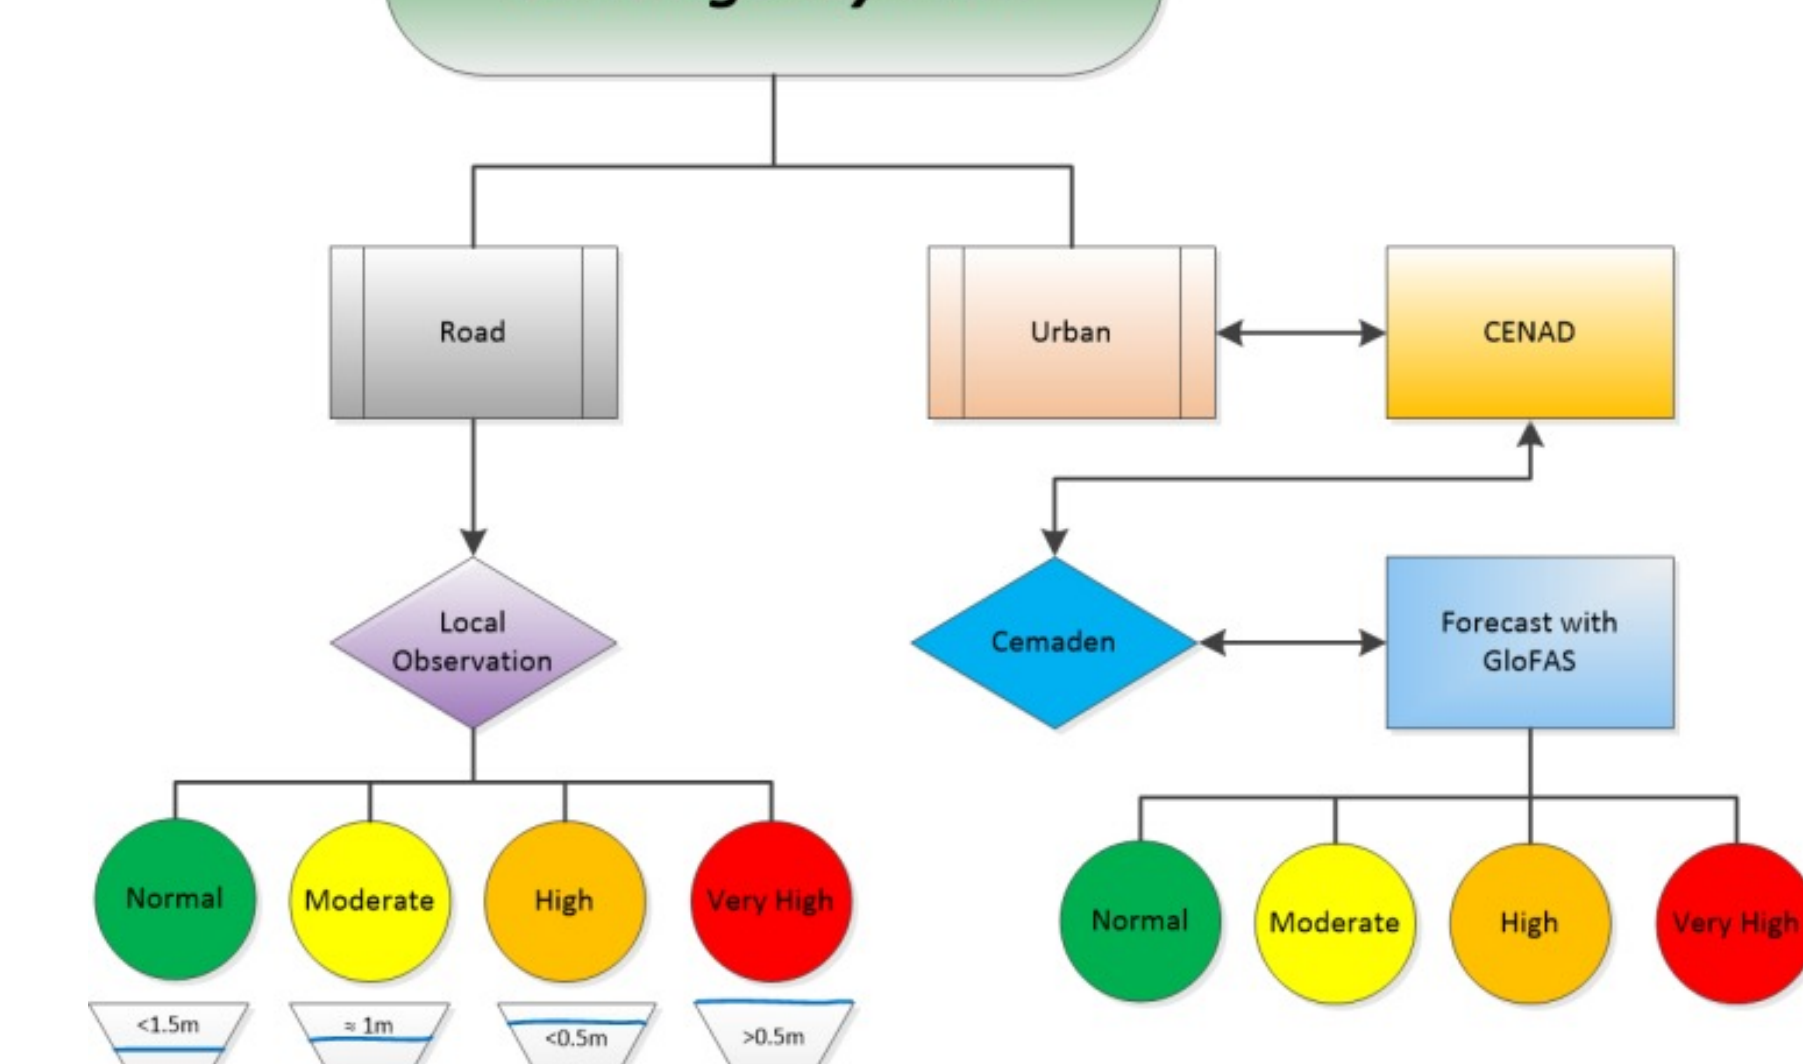 Road
Urban
CENAD
Local
Observation
Cemaden
Forecast with
GloFAS
Normal
Moderate
High
Very High
Normal
Moderate
High
Very High
<1.5m
≈ 1m
<0.5m
>0.5m